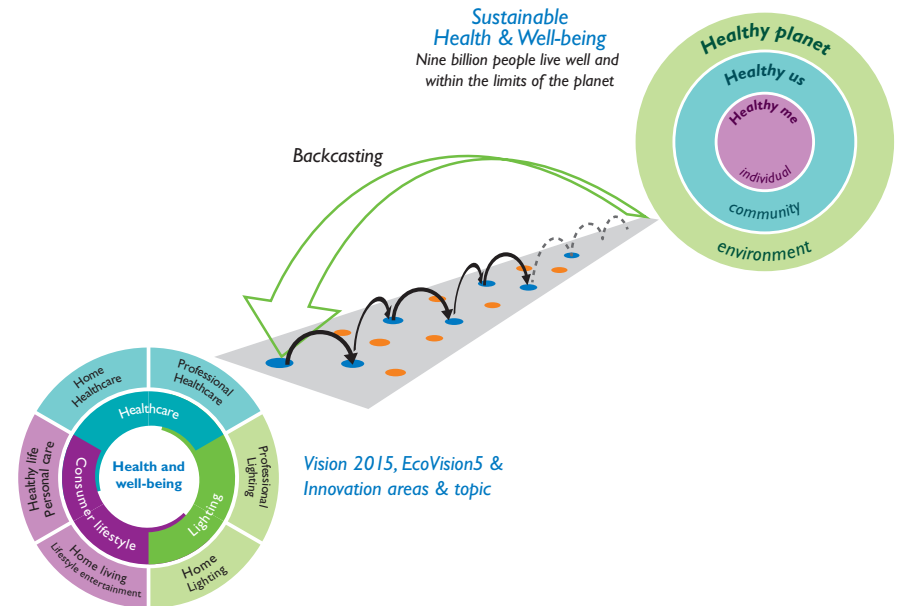 Sustainable
Health & Well-being
Nine billion people live well and
within the limits of the planet
Healthy planet
Healthy us
Healthy me
individual
community
environment
Backcasting
Home
Healthcare
Professional
Healthcare
Healthcare
Healthy life
Personal care
Consumer lifestyle
Health and
well-being
Lighting
Professional
Lighting
Home living
Lifestyle entertainment
Home
Lighting
Vision 2015, EcoVision5 &
Innovation areas & topic